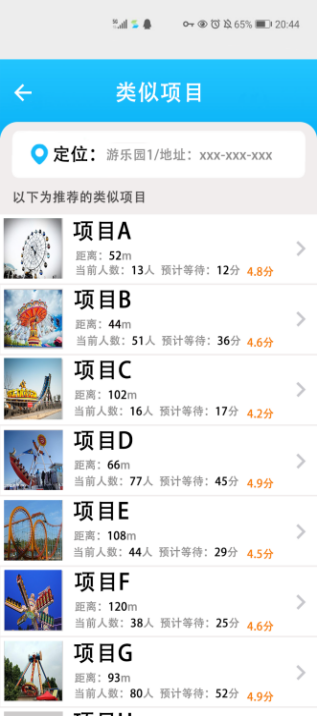 65% 20:44
类似项目
定位： 游乐园1/地址：xxx-xxx-xxx
以下为推荐的类似项目
项目A
距离：52m
当前人数：13人 预计等待：12分 4.8分
项目B
距离：44m
当前人数：51人 预计等待：36分 4.6分
项目C
距离：102m
当前人数：16人 预计等待：17分 4.2分
项目D
距离：66m
当前人数：77人 预计等待：45分 4.9分
项目E
距离：108m
当前人数：44人 预计等待：29分 4.5分
项目F
距离：120m
当前人数：38人 预计等待：25分 4.6分
项目G
距离：93m
当前人数：80人 预计等待：52分 4.9分